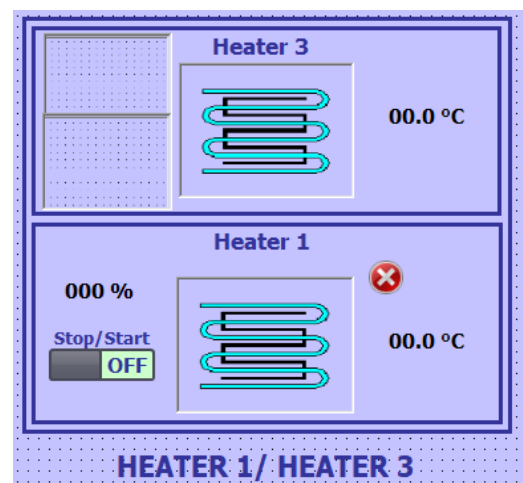 Heater 3
00.0 °C
Heater 1
000 %
Stop/Start
OFF
00.0 °C
HEATER 1/ HEATER 3